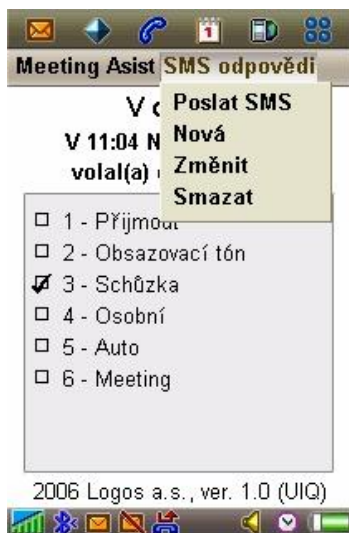 1
Meeting Asist SMS odpovědi
Poslat SMS
Nová
Změnit
Smazat
V
V 11:04 N
volal(a)
1 - Přijmout
2 - Obsazovací tón
3 - Schůzka
4 - Osobní
5 - Auto
6 - Meeting
2006 Logos a.s., ver. 1.0 (UIQ)